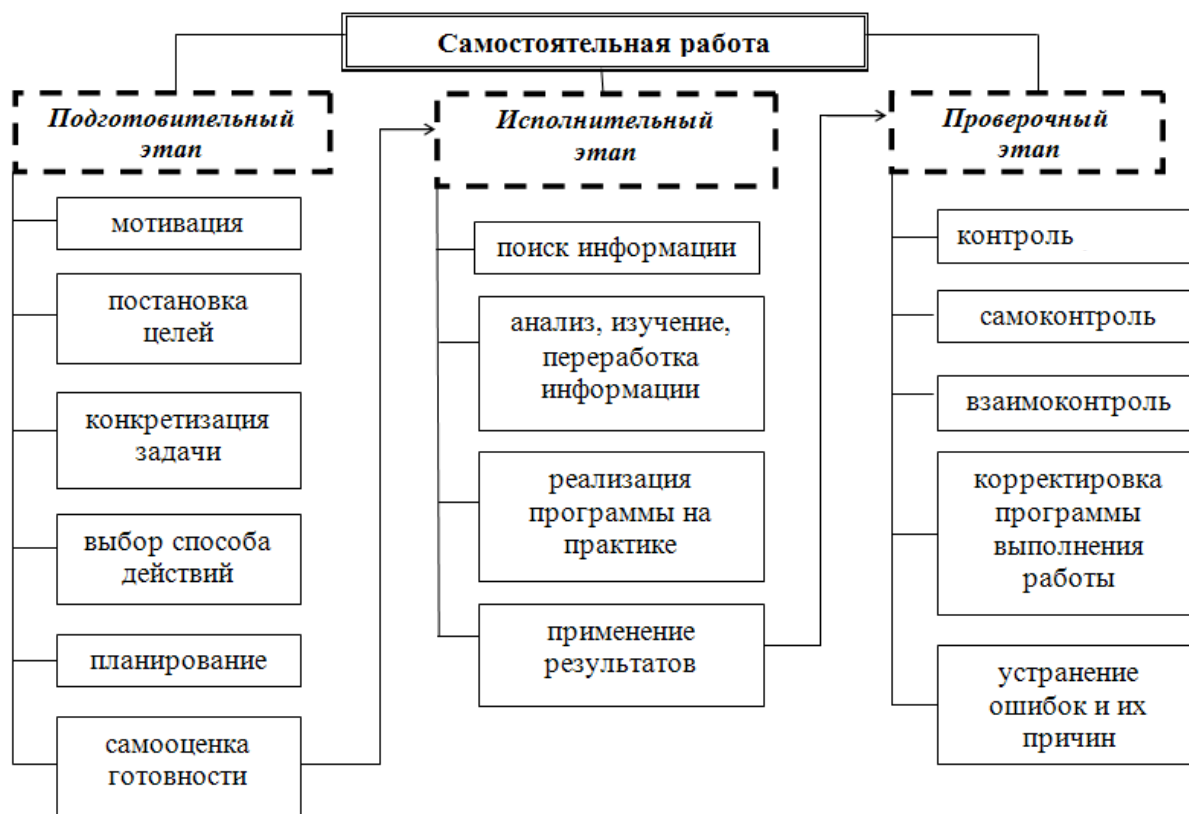 Самостоятельная работа
Подготовительный
этап
мотивация
постановка
целей
конкретизация
задачи
выбор способа
действий
планирование
самооценка
готовности
Исполнительный
этап
поиск информации
анализ, изучение,
переработка
информации
реализация
программы на
практике
применение
результатов
Проверочный
этап
контроль
самоконтроль
взаимоконтроль
корректировка
программы
выполнения
работы
устранение
ошибок и их
причин